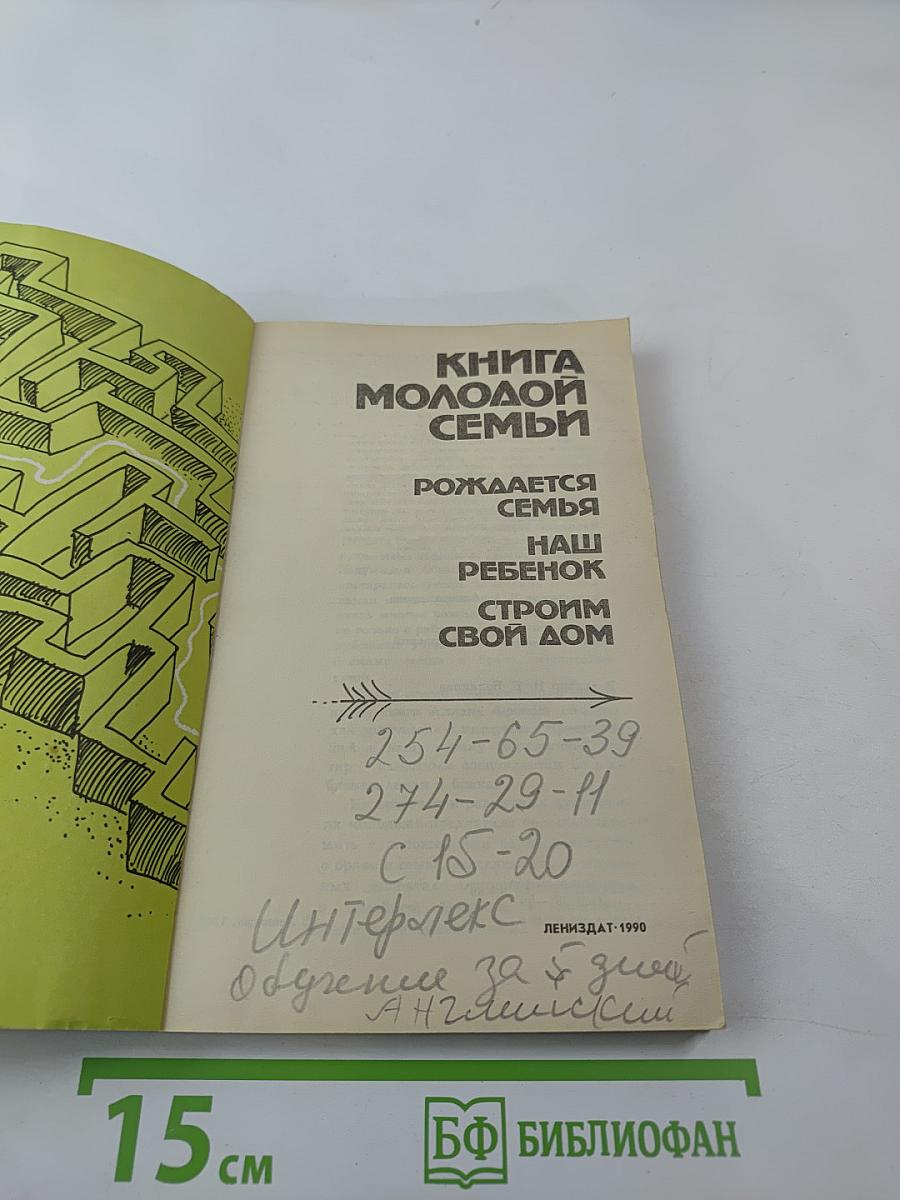 КНИГА
МОЛОДОЙ
СЕМЬИ
РОЖДАЕТСЯ
СЕМЬЯ
НАШ
РЕБЕНОК
СТРОИМ
СВОЙ ДОМ
254-65-39
274-29-11
с 15-20
Интерлекс
ЛЕНИЗДАТ·1990
Обучение за 5 дней
Английский
15 см
БФ БИБЛИОФАН